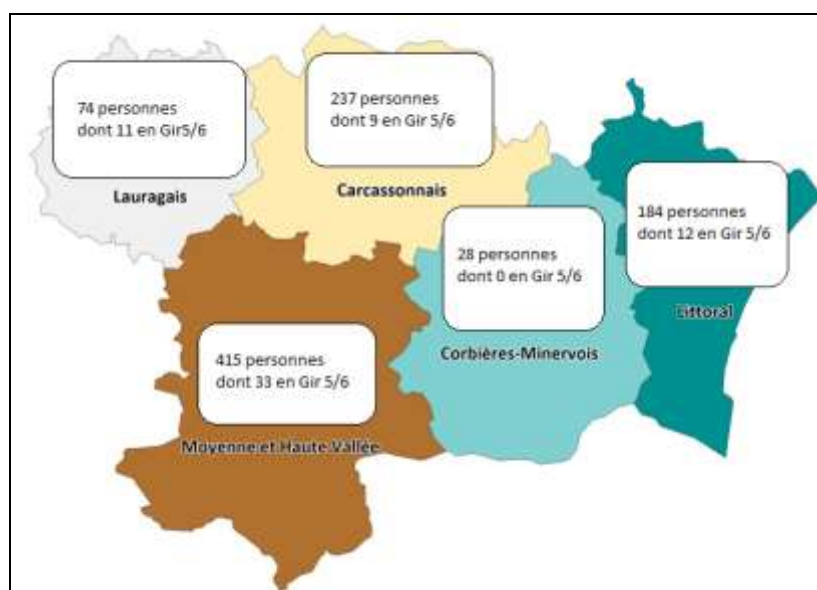 74 personnes
dont 11 en Gir5/6
Lauragais
237 personnes
dont 9 en Gir 5/6
Carcassonnais
184 personnes
dont 12 en Gir 5/6
Littoral
28 personnes
dont 0 en Gir 5/6
Corbières-Minervois
415 personnes
dont 33 en Gir 5/6
Moyenne et Haute Vallée